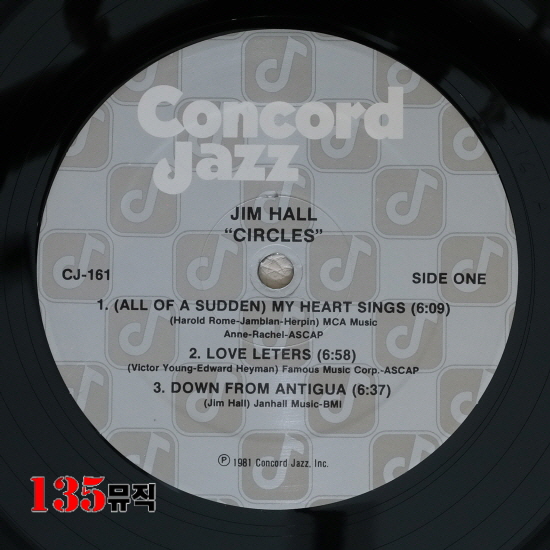 Concord
Jazz
JIM HALL
“CIRCLES”
CJ-161 SIDE ONE
1. (ALL OF A SUDDEN) MY HEART SINGS (6:09)
(Harold Rome-Jamblan-Herpin) MCA Music
Anne-Rachel-ASCAP
2. LOVE LETERS (6:58)
(Victor Young-Edward Heyman) Famous Music Corp.-ASCAP
3. DOWN FROM ANTIGUA (6:37)
(Jim Hall) Janhall Music-BMI
℗ 1981 Concord Jazz, Inc.
135뮤직